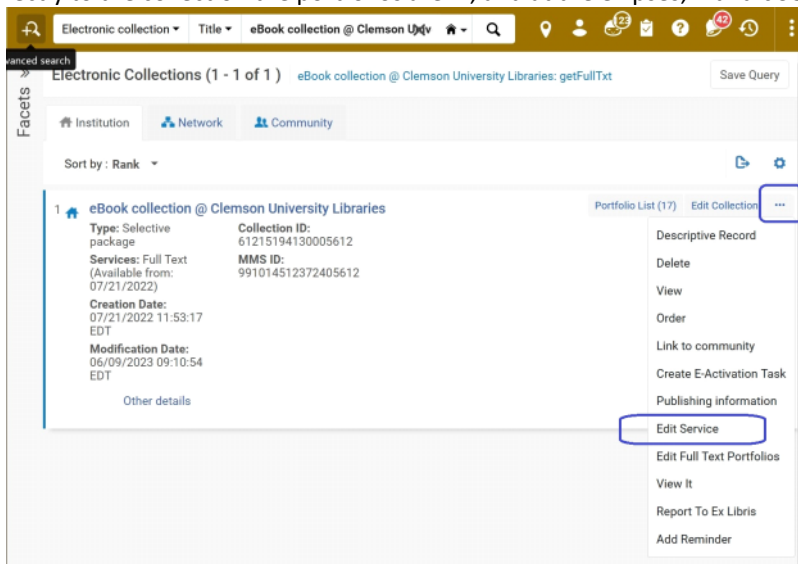 Electronic collection Title eBook collection @ Clemson 23 42
vanced search
Electronic Collections (1 - 1 of 1 ) eBook collection @ Clemson University Libraries: getFullTxt Save Query
Facets
Institution Network Community
Sort by : Rank
1 eBook collection @ Clemson University Libraries Portfolio List (17) Edit Collection ...
Type: Selective package
Collection ID: 61215194130005612
Services: Full Text (Available from: 07/21/2022)
MMS ID: 991014512372405612
Creation Date: 07/21/2022 11:53:17 EDT
Modification Date: 06/09/2023 09:10:54 EDT
Other details
Descriptive Record
Delete
View
Order
Link to community
Create E-Activation Task
Publishing information
Edit Service
Edit Full Text Portfolios
View It
Report To Ex Libris
Add Reminder